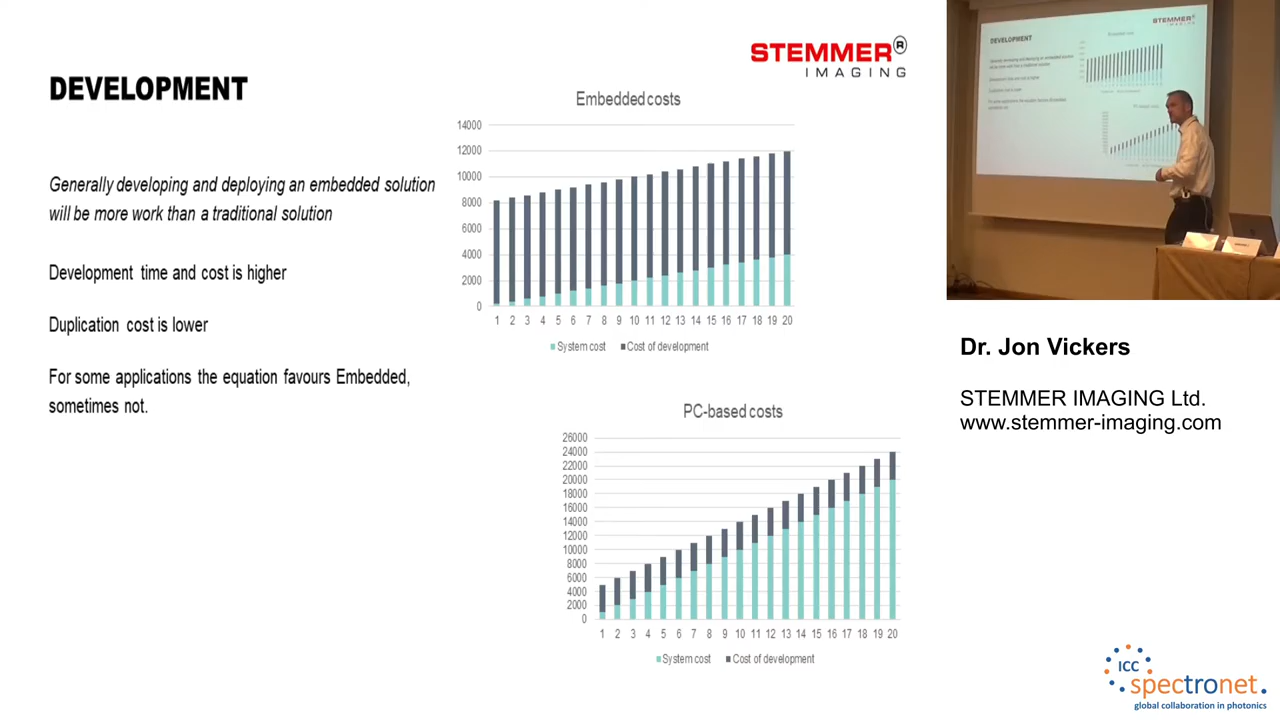 DEVELOPMENT
STEMMER®
IMAGING
Generally developing and deploying an embedded solution
will be more work than a traditional solution
Development time and cost is higher
Duplication cost is lower
For some applications the equation favours Embedded,
sometimes not.
Embedded costs
14000
12000
10000
8000
6000
4000
2000
0
1 2 3 4 5 6 7 8 9 10 11 12 13 14 15 16 17 18 19 20
System cost Cost of development
PC-based costs
26000
24000
22000
20000
18000
16000
14000
12000
10000
8000
6000
4000
2000
0
1 2 3 4 5 6 7 8 9 10 11 12 13 14 15 16 17 18 19 20
System cost Cost of development
STEMMER
IMAGING
DEVELOPMENT
Dr. Jon Vickers
STEMMER IMAGING Ltd.
www.stemmer-imaging.com
ICC
spectronet.
global collaboration in photonics